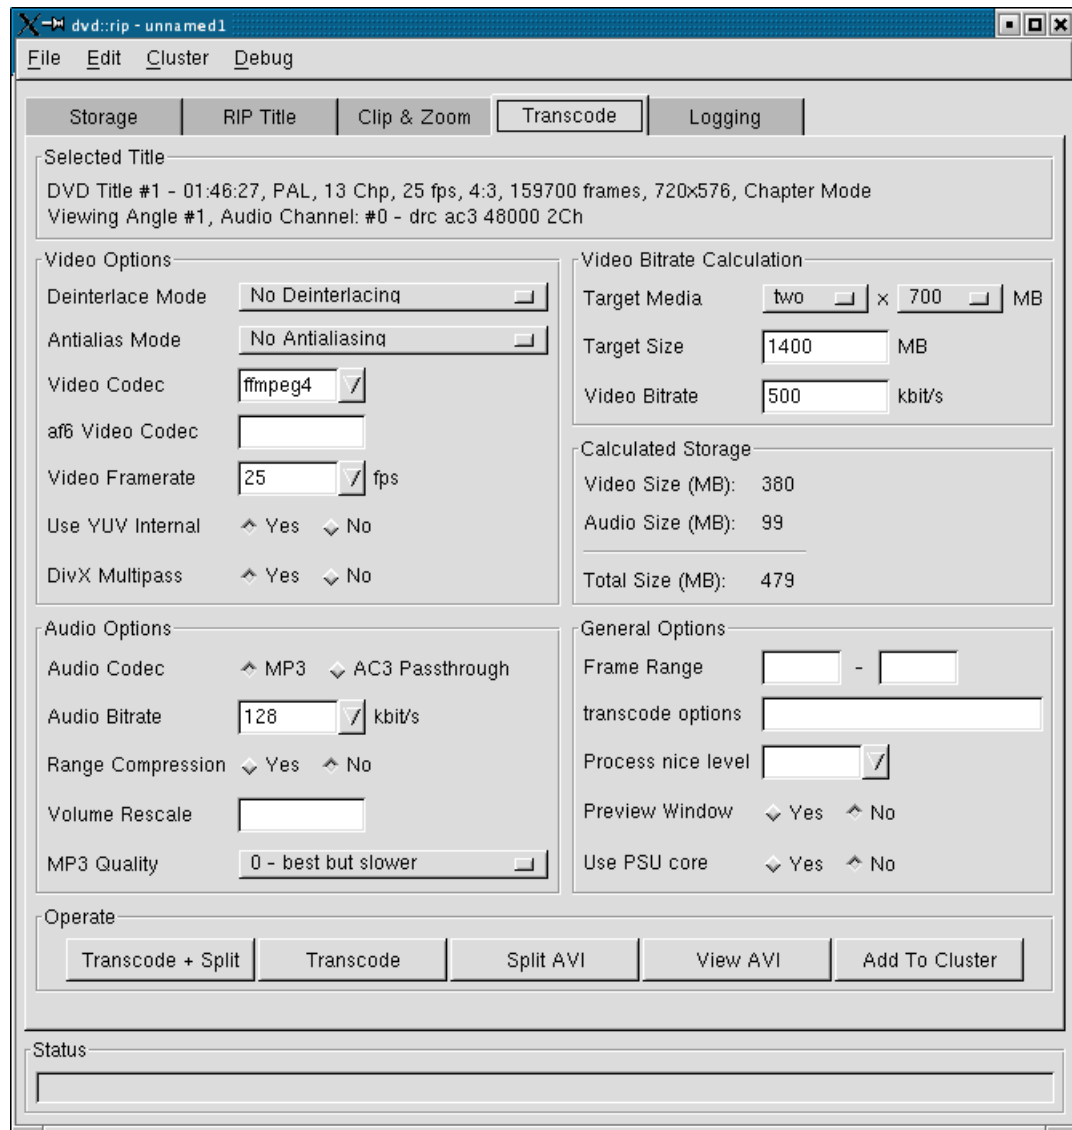 dvd::rip - unnamed1
File Edit Cluster Debug
Storage RIP Title Clip & Zoom Transcode Logging
Selected Title
DVD Title #1 - 01:46:27, PAL, 13 Chp, 25 fps, 4:3, 159700 frames, 720x576, Chapter Mode
Viewing Angle #1, Audio Channel: #0 - drc ac3 48000 2Ch
Video Options
Deinterlace Mode No Deinterlacing
Antialias Mode No Antialiasing
Video Codec ffmpeg4
af6 Video Codec
Video Framerate 25 fps
Use YUV Internal Yes No
DivX Multipass Yes No
Video Bitrate Calculation
Target Media two x 700 MB
Target Size 1400 MB
Video Bitrate 500 kbit/s
Calculated Storage
Video Size (MB): 380
Audio Size (MB): 99
Total Size (MB): 479
Audio Options
Audio Codec MP3 AC3 Passthrough
Audio Bitrate 128 kbit/s
Range Compression Yes No
Volume Rescale
MP3 Quality 0 - best but slower
General Options
Frame Range -
transcode options
Process nice level
Preview Window Yes No
Use PSU core Yes No
Operate
Transcode + Split Transcode Split AVI View AVI Add To Cluster
Status